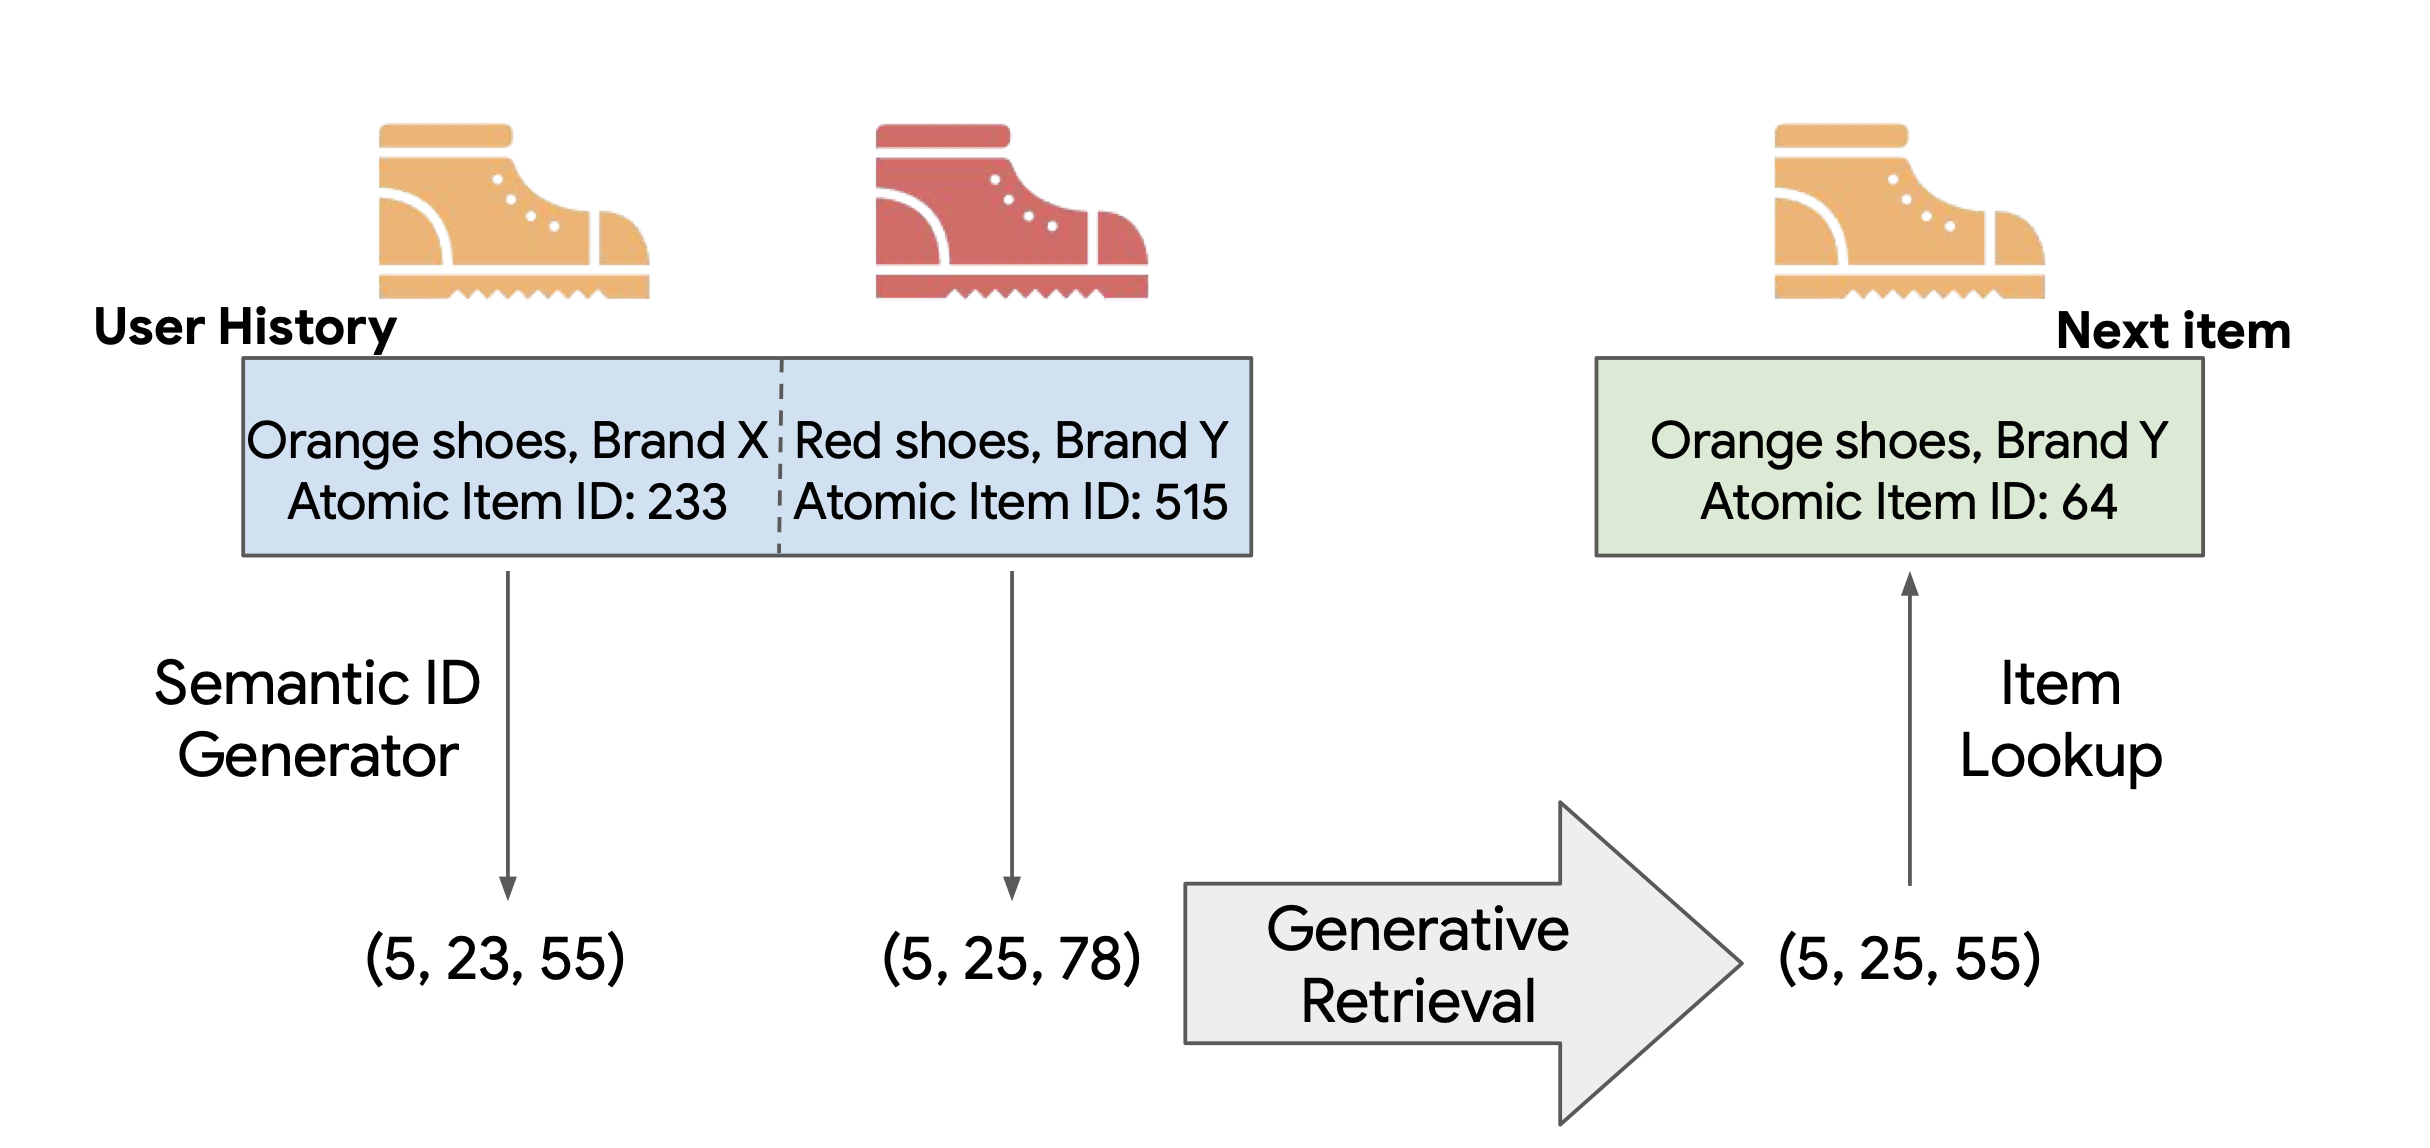 User History
Next item
Orange shoes, Brand X
Atomic Item ID: 233
Red shoes, Brand Y
Atomic Item ID: 515
Orange shoes, Brand Y
Atomic Item ID: 64
Semantic ID
Generator
Item
Lookup
(5, 23, 55)
(5, 25, 78)
Generative
Retrieval
(5, 25, 55)